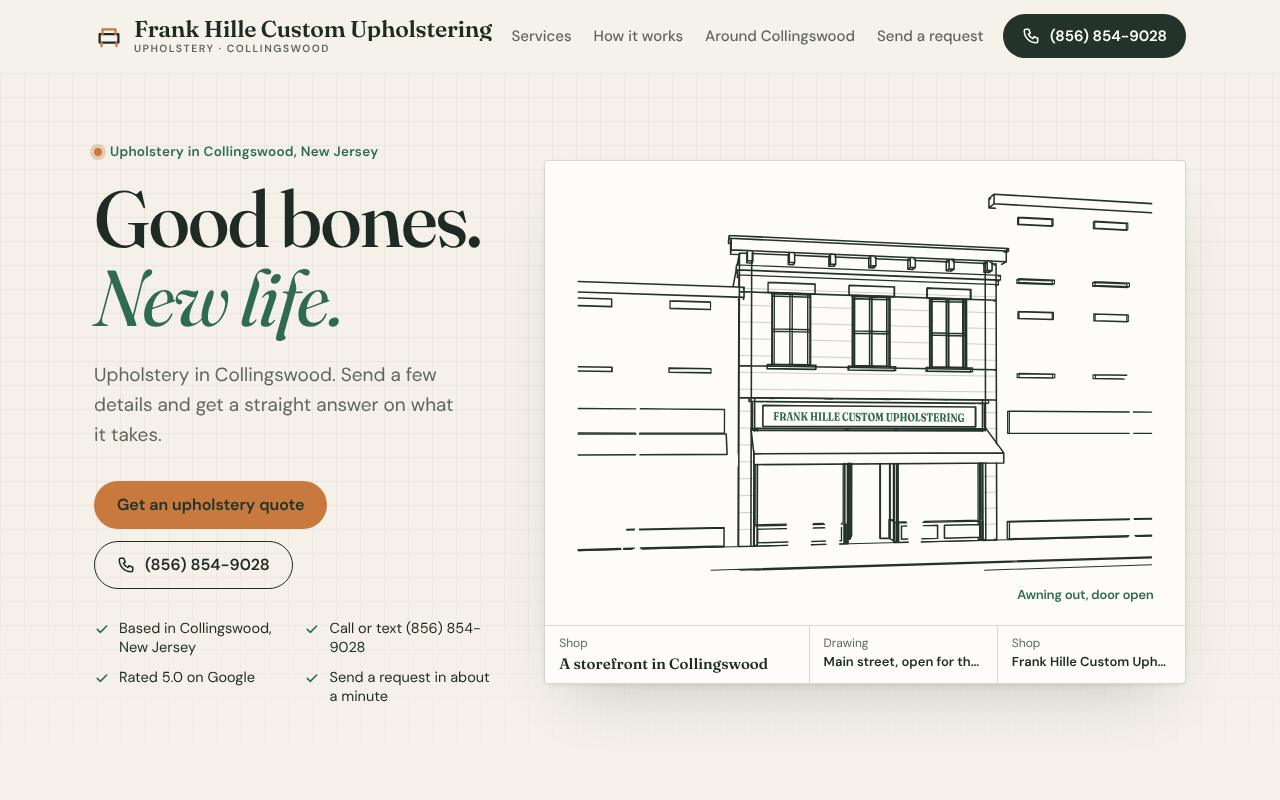 Frank Hille Custom Upholstering
UPHOLSTERY · COLLINGSWOOD
Services
How it works
Around Collingswood
Send a request
(856) 854-9028
Upholstery in Collingswood, New Jersey
Good bones.
New life.
Upholstery in Collingswood. Send a few
details and get a straight answer on what
it takes.
Get an upholstery quote
(856) 854-9028
Based in Collingswood,
New Jersey
Call or text (856) 854-
9028
Rated 5.0 on Google
Send a request in about
a minute
FRANK HILLE CUSTOM UPHOLSTERING
Awning out, door open
Shop
A storefront in Collingswood
Drawing
Main street, open for th...
Shop
Frank Hille Custom Uph...